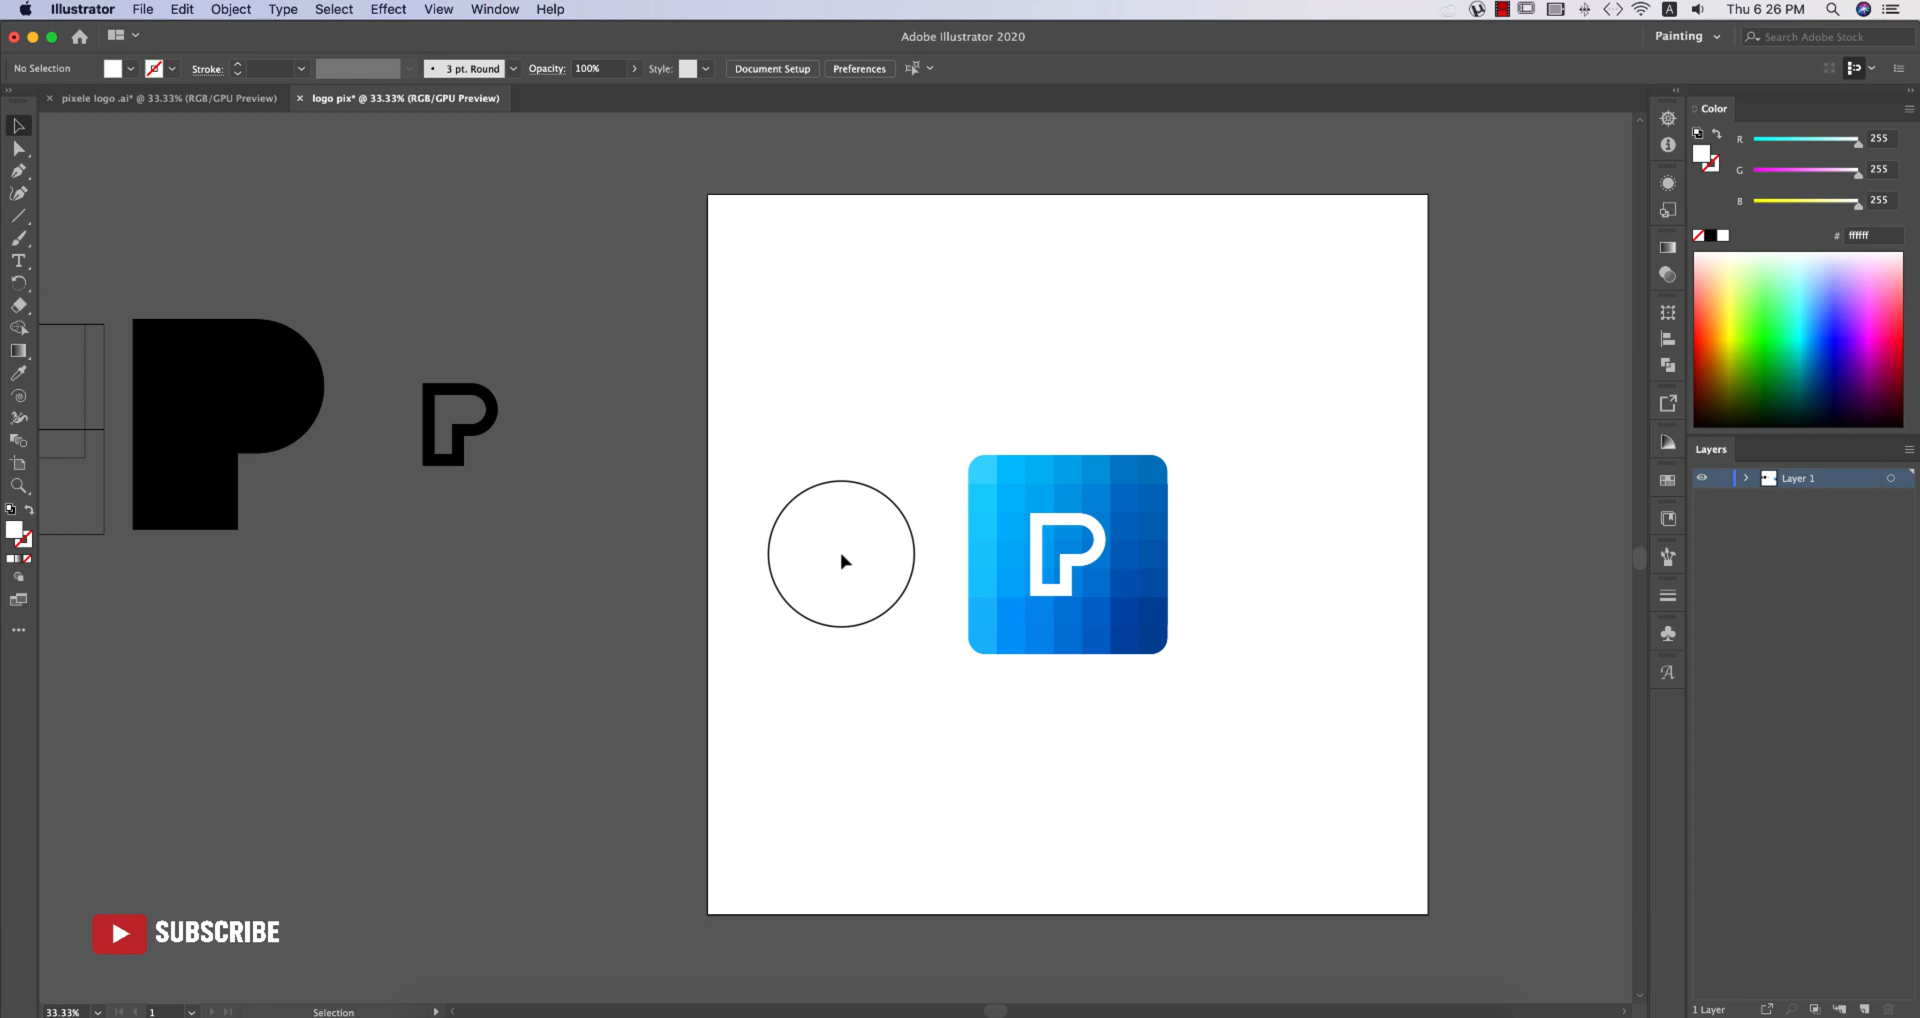 Illustrator File Edit Object Type Select Effect View Window Help
A Thu 6 26 PM
Adobe Illustrator 2020
Painting
Search Adobe Stock
No Selection Stroke: 3 pt. Round Opacity: 100% Style: Document Setup Preferences
pixele logo .ai* @ 33.33% (RGB/GPU Preview)
logo pix* @ 33.33% (RGB/GPU Preview)
Color
R 255
G 255
B 255
# ffffff
Layers
Layer 1
P
P
P
SUBSCRIBE
33.33% 1 Selection
1 Layer